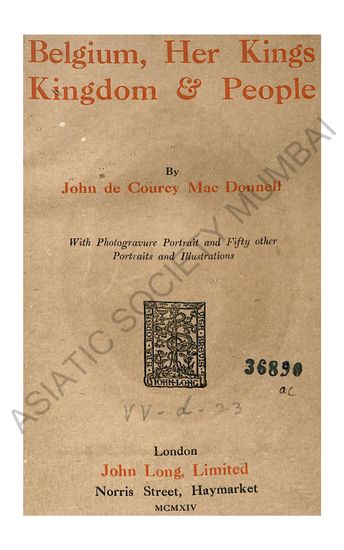 Belgium, Her Kings
Kingdom & People
By
John de Courcy Mac Donnell
With Photogravure Portrait and Fifty other
Portraits and Illustrations
JOHN·LONG
36890
ac
VV-d-23
London
John Long, Limited
Norris Street, Haymarket
MCMXIV
ASIATIC SOCIETY MUMBAI